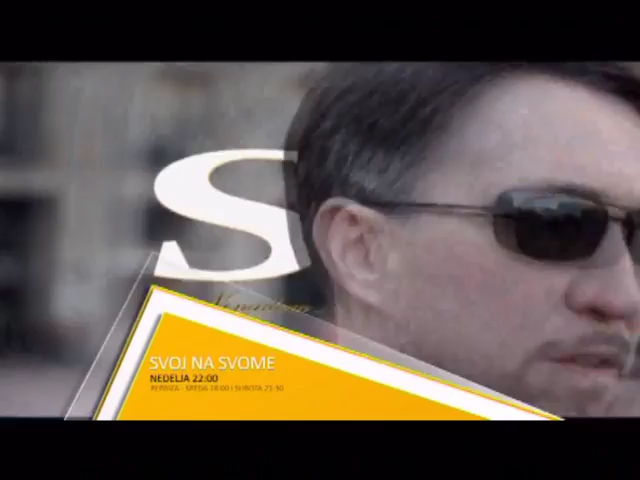 S
SVOJ NA SVOME
NEDELJA 22:00
REPRIZA : SREDA 18:00 I SUBOTA 21:30